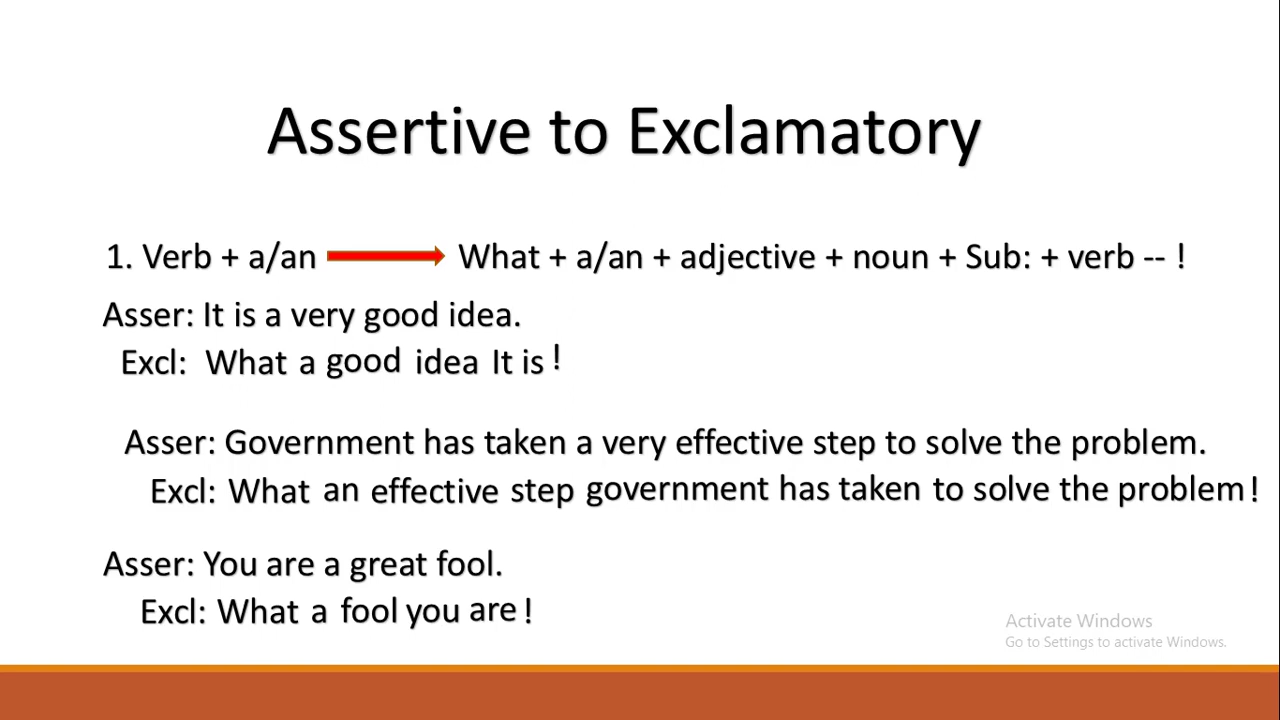 Assertive to Exclamatory
1. Verb + a/an What + a/an + adjective + noun + Sub: + verb -- !
Asser: It is a very good idea.
Excl: What a good idea It is !
Asser: Government has taken a very effective step to solve the problem.
Excl: What an effective step government has taken to solve the problem !
Asser: You are a great fool.
Excl: What a fool you are !
Activate Windows
Go to Settings to activate Windows.